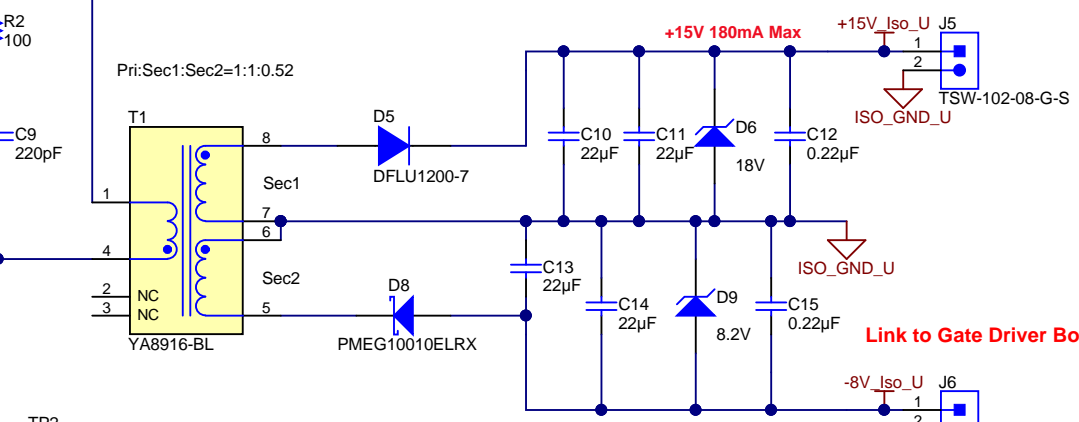 R2
100
+15V_Iso_U
J5
+15V 180mA Max
1
2
Pri:Sec1:Sec2=1:1:0.52
TSW-102-08-G-S
ISO_GND_U
T1
D5
8
C9
220pF
C10
22µF
C11
22µF
D6
18V
C12
0.22µF
DFLU1200-7
Sec1
1
7
6
4
ISO_GND_U
Sec2
C13
22µF
D8
2
NC
3
NC
5
C14
22µF
D9
8.2V
C15
0.22µF
YA8916-BL
PMEG10010ELRX
Link to Gate Driver Bo
-8V_Iso_U
J6
1
2